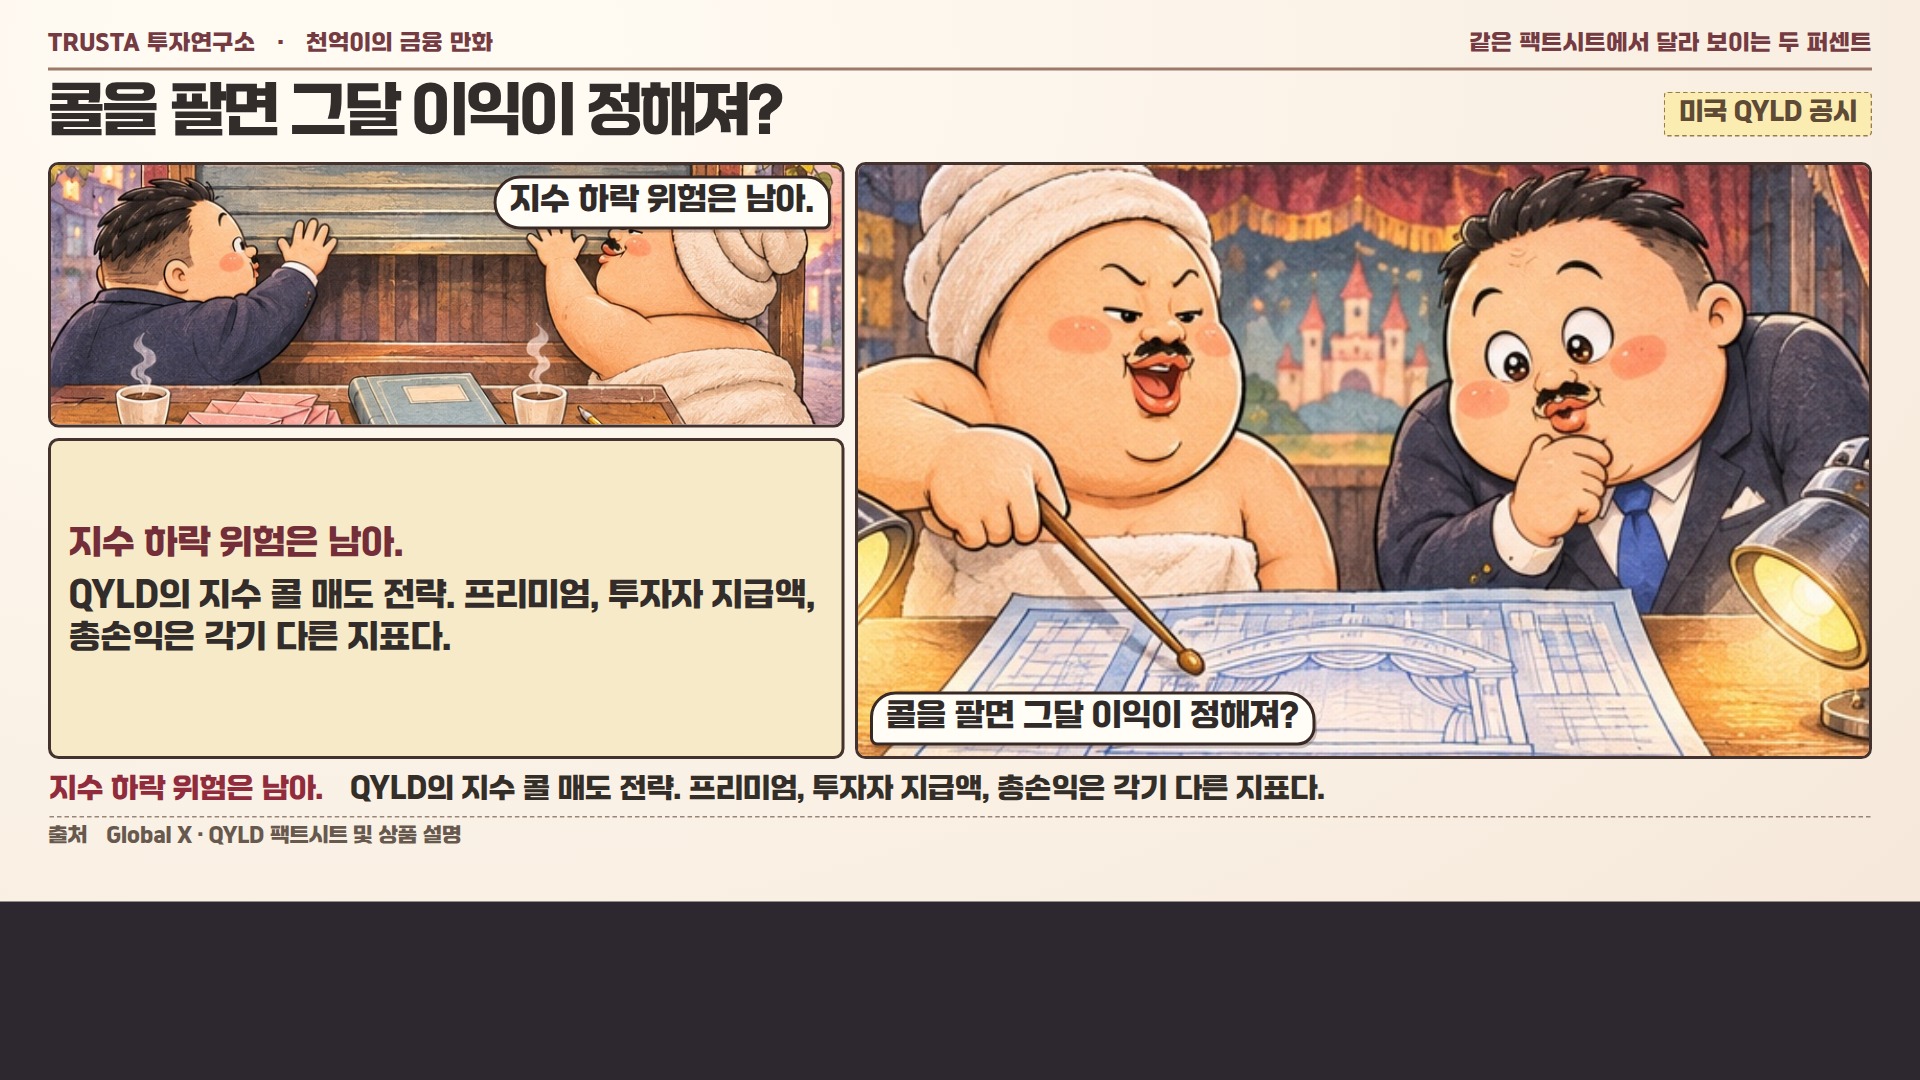 TRUSTA 투자연구소 · 천억이의 금융 만화
같은 팩트시트에서 달라 보이는 두 퍼센트
콜을 팔면 그달 이익이 정해져?
미국 QYLD 공시
지수 하락 위험은 남아.
지수 하락 위험은 남아.
QYLD의 지수 콜 매도 전략. 프리미엄, 투자자 지급액,
총손익은 각기 다른 지표다.
콜을 팔면 그달 이익이 정해져?
지수 하락 위험은 남아. QYLD의 지수 콜 매도 전략. 프리미엄, 투자자 지급액, 총손익은 각기 다른 지표다.
출처 Global X · QYLD 팩트시트 및 상품 설명